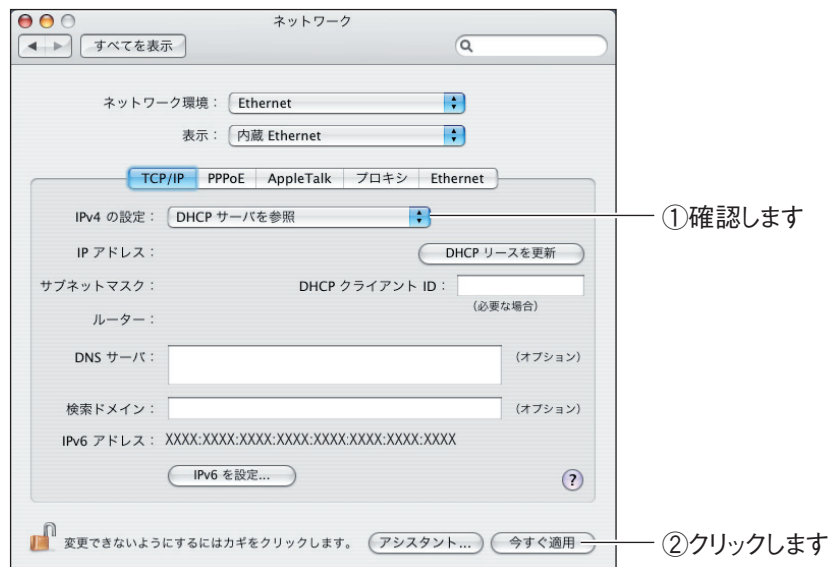 ネットワーク
すべてを表示
ネットワーク環境： Ethernet
表示： 内蔵 Ethernet
TCP/IP PPPoE AppleTalk プロキシ Ethernet
IPv4 の設定： DHCP サーバを参照 ①確認します
IP アドレス： DHCP リースを更新
サブネットマスク： DHCP クライアント ID：
(必要な場合)
ルーター：
DNS サーバ： (オプション)
検索ドメイン： (オプション)
IPv6 アドレス： XXXX:XXXX:XXXX:XXXX:XXXX:XXXX:XXXX:XXXX
IPv6 を設定... ?
変更できないようにするにはカギをクリックします。 アシスタント... 今すぐ適用 ②クリックします